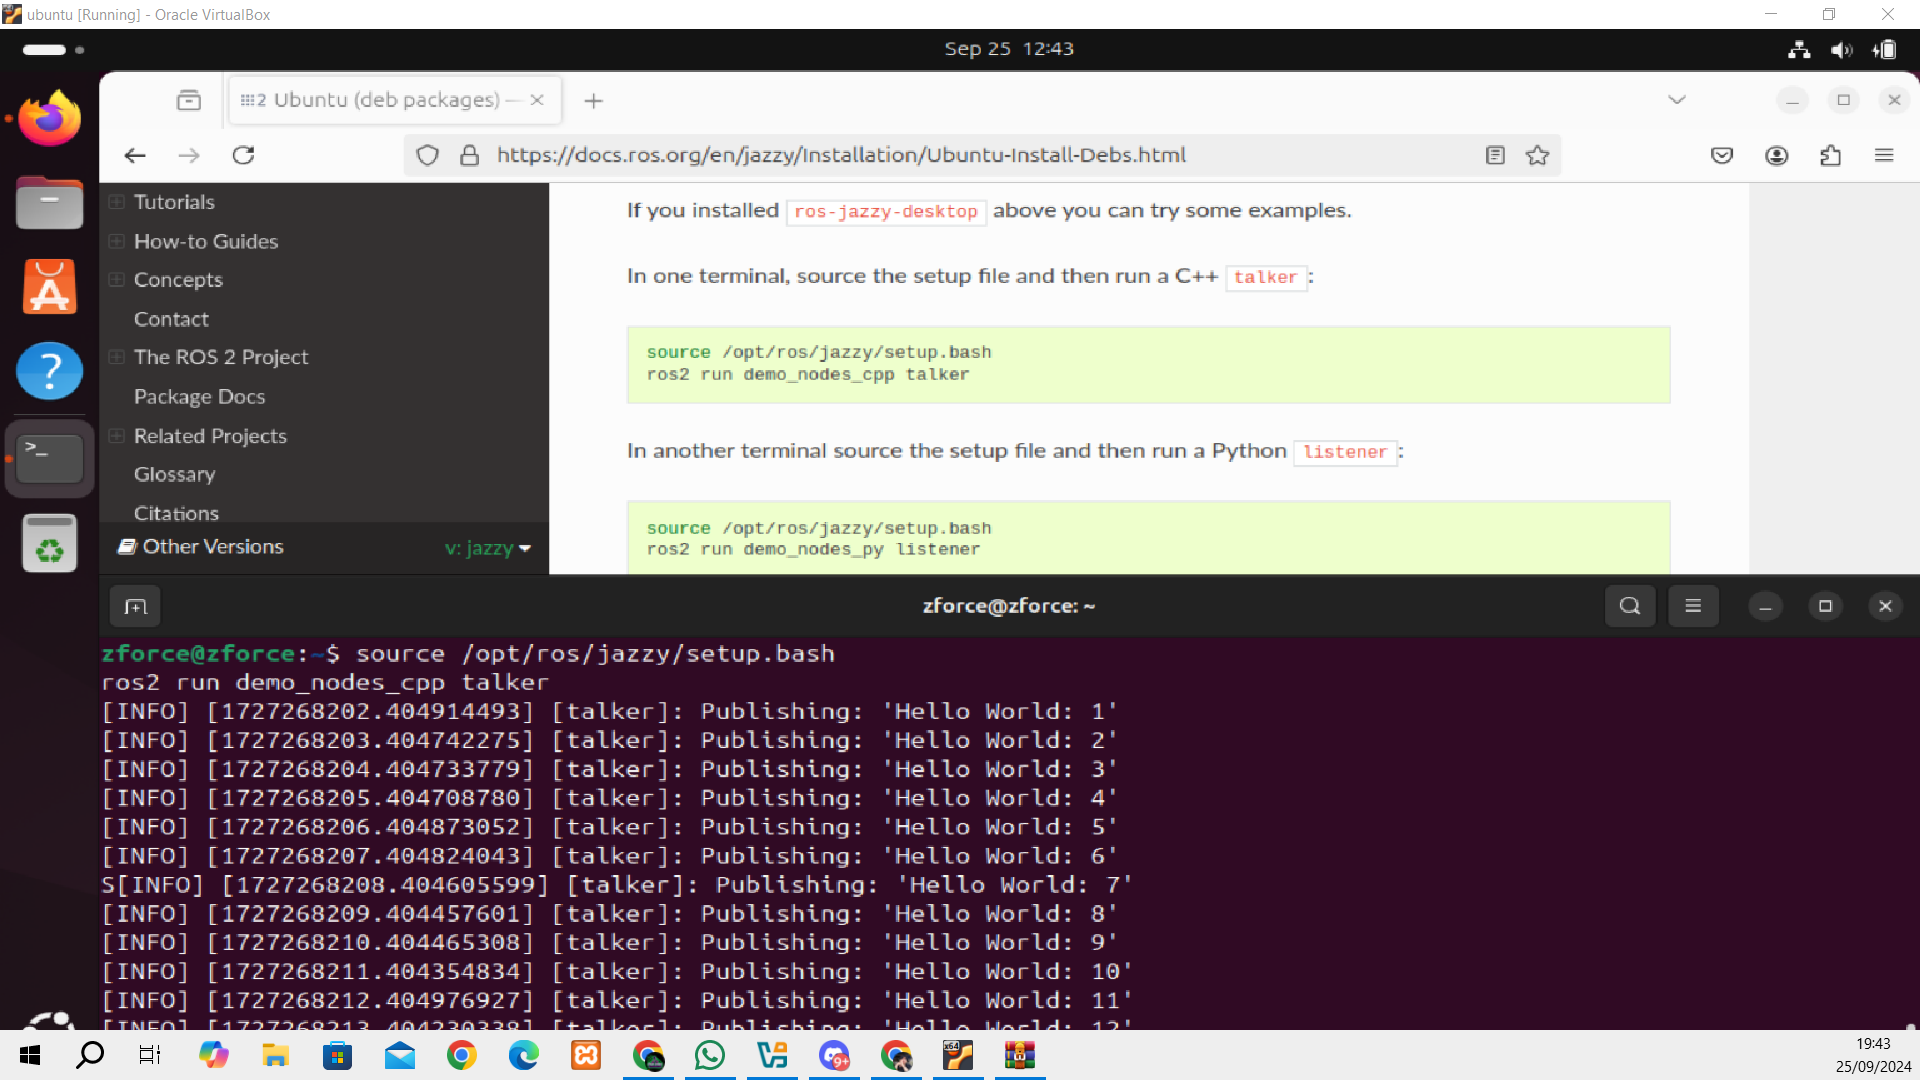 ubuntu [Running] - Oracle VirtualBox
Sep 25 12:43
2 Ubuntu (deb packages) —
https://docs.ros.org/en/jazzy/Installation/Ubuntu-Install-Debs.html
Tutorials
How-to Guides
Concepts
Contact
The ROS 2 Project
Package Docs
Related Projects
Glossary
Citations
Other Versions
v: jazzy
If you installed ros-jazzy-desktop above you can try some examples.
In one terminal, source the setup file and then run a C++ talker:
source /opt/ros/jazzy/setup.bash
ros2 run demo_nodes_cpp talker
In another terminal source the setup file and then run a Python listener:
source /opt/ros/jazzy/setup.bash
ros2 run demo_nodes_py listener
zforce@zforce: ~
zforce@zforce:~$ source /opt/ros/jazzy/setup.bash
ros2 run demo_nodes_cpp talker
[INFO] [1727268202.404914493] [talker]: Publishing: 'Hello World: 1'
[INFO] [1727268203.404742275] [talker]: Publishing: 'Hello World: 2'
[INFO] [1727268204.404733779] [talker]: Publishing: 'Hello World: 3'
[INFO] [1727268205.404708780] [talker]: Publishing: 'Hello World: 4'
[INFO] [1727268206.404873052] [talker]: Publishing: 'Hello World: 5'
[INFO] [1727268207.404824043] [talker]: Publishing: 'Hello World: 6'
S[INFO] [1727268208.404605599] [talker]: Publishing: 'Hello World: 7'
[INFO] [1727268209.404457601] [talker]: Publishing: 'Hello World: 8'
[INFO] [1727268210.404465308] [talker]: Publishing: 'Hello World: 9'
[INFO] [1727268211.404354834] [talker]: Publishing: 'Hello World: 10'
[INFO] [1727268212.404976927] [talker]: Publishing: 'Hello World: 11'
[INFO] [1727268213.404230338] [talker]: Publishing: 'Hello World: 12'
9+
x64
19:43
25/09/2024